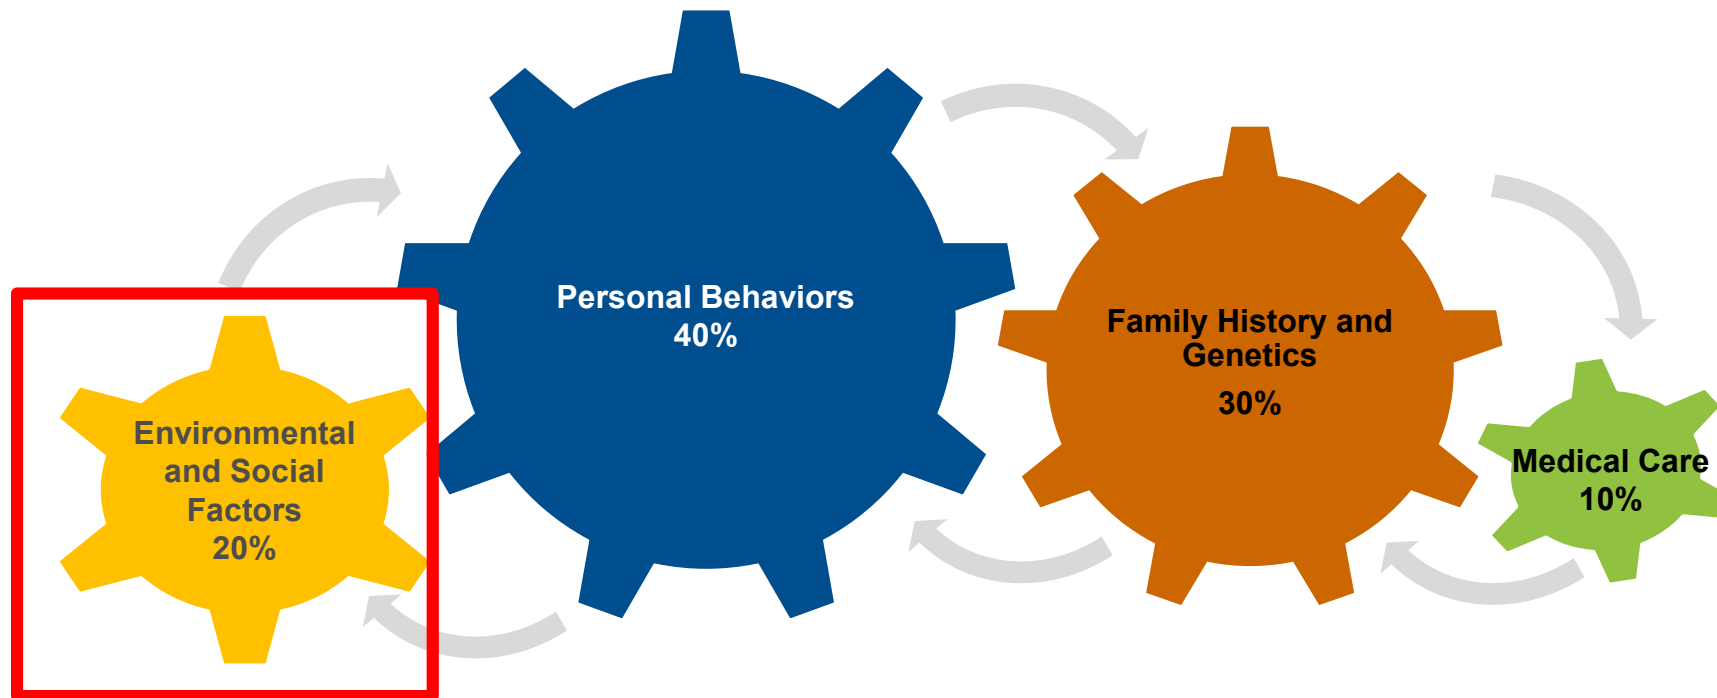 Environmental
and Social
Factors
20%
Personal Behaviors
40%
Family History and
Genetics
30%
Medical Care
10%